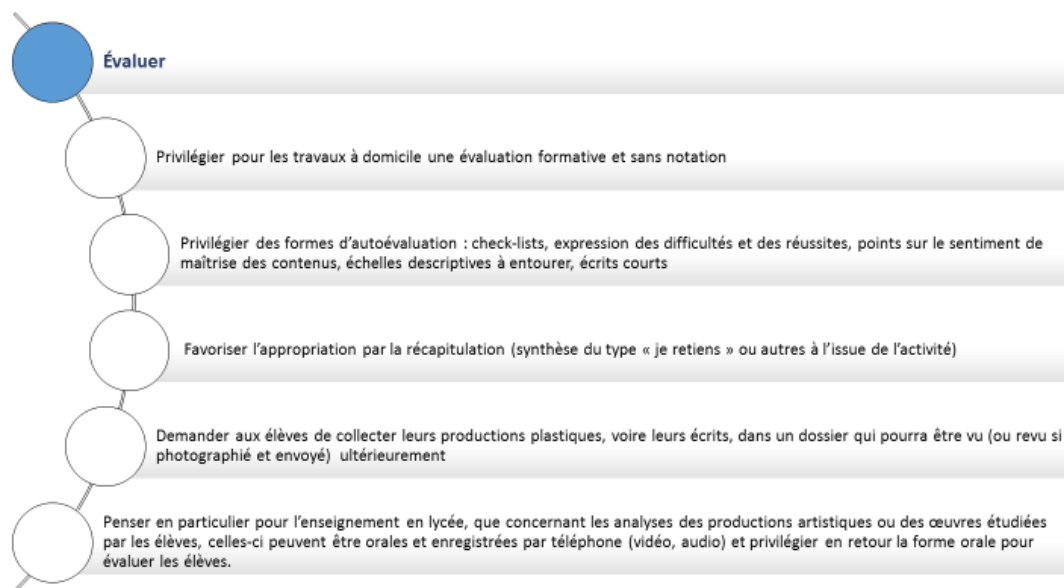 Évaluer
Privilégier pour les travaux à domicile une évaluation formative et sans notation
Privilégier des formes d'autoévaluation : check-lists, expression des difficultés et des réussites, points sur le sentiment de
maîtrise des contenus, échelles descriptives à entourer, écrits courts
Favoriser l'appropriation par la récapitulation (synthèse du type « je retiens » ou autres à l'issue de l'activité)
Demander aux élèves de collecter leurs productions plastiques, voire leurs écrits, dans un dossier qui pourra être vu (ou revu si
photographié et envoyé) ultérieurement
Penser en particulier pour l'enseignement en lycée, que concernant les analyses des productions artistiques ou des œuvres étudiées
par les élèves, celles-ci peuvent être orales et enregistrées par téléphone (vidéo, audio) et privilégier en retour la forme orale pour
évaluer les élèves.